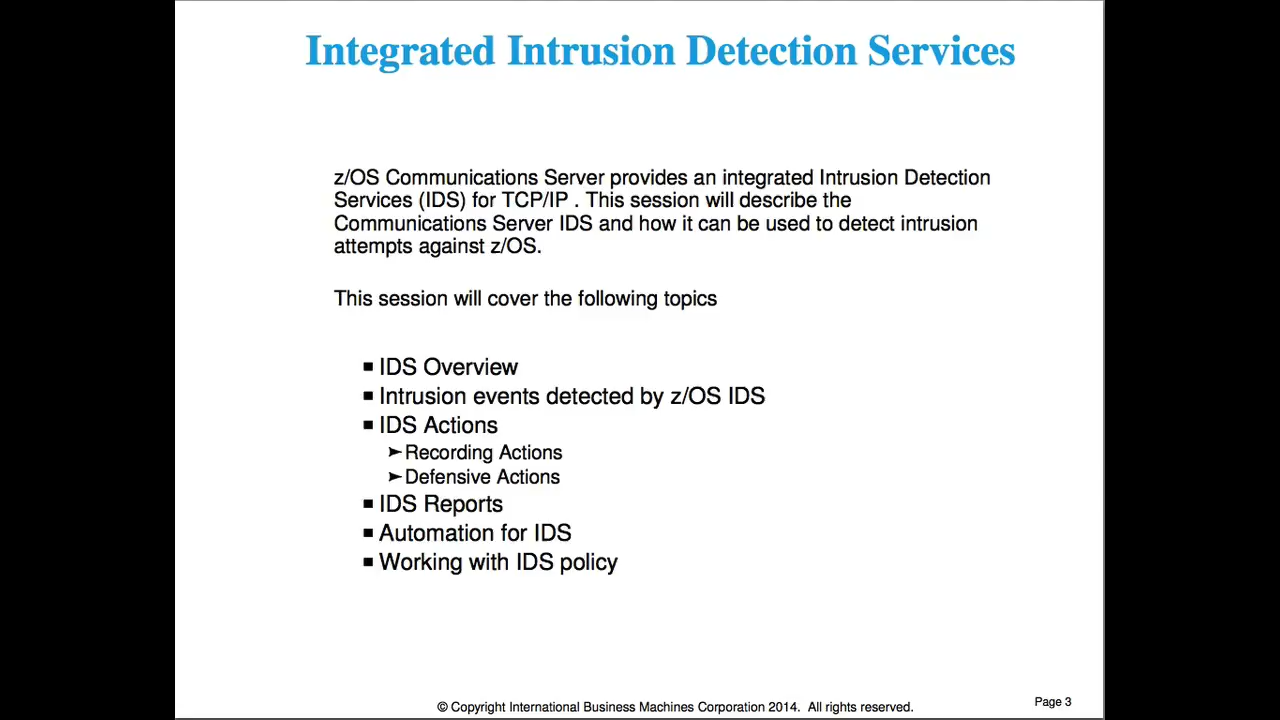 Integrated Intrusion Detection Services
z/OS Communications Server provides an integrated Intrusion Detection
Services (IDS) for TCP/IP . This session will describe the
Communications Server IDS and how it can be used to detect intrusion
attempts against z/OS.
This session will cover the following topics
▪ IDS Overview
▪ Intrusion events detected by z/OS IDS
▪ IDS Actions
➢ Recording Actions
➢ Defensive Actions
▪ IDS Reports
▪ Automation for IDS
▪ Working with IDS policy
© Copyright International Business Machines Corporation 2014. All rights reserved.
Page 3